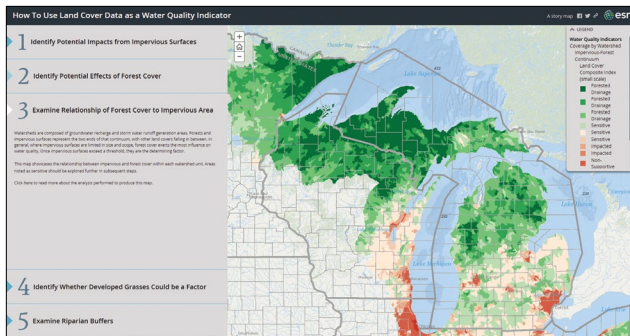 How To Use Land Cover Data as a Water Quality Indicator
A story map
esri
1 Identify Potential Impacts from Impervious Surfaces
2 Identify Potential Effects of Forest Cover
3 Examine Relationship of Forest Cover to Impervious Area
Watersheds are composed of groundwater recharge and storm water runoff generation areas. Forests and
impervious surfaces represent the two ends of that continuum, with other land covers falling in between. In
general, where impervious surfaces are limited in size and scope, forest cover exerts the most influence on
water quality. Once impervious surfaces exceed a threshold, they are the determining factor.
This map showcases the relationship between impervious and forest cover within each watershed unit. Areas
noted as sensitive should be explored further in subsequent steps.
Click here to read more about the analysis performed to produce this map.
4 Identify Whether Developed Grasses Could be a Factor
5 Examine Riparian Buffers
+
−
LEGEND
Water Quality Indicators
Coverage by Watershed
Impervious-Forest
Continuum
Land Cover
Composite Index
(small scale)
Forested
Drainage
Forested
Drainage
Forested
Drainage
Sensitive
Sensitive
Sensitive
Impacted
Impacted
Non-
Supportive
Thunder Bay
Lake Superior
Lake Michigan
Lake Huron